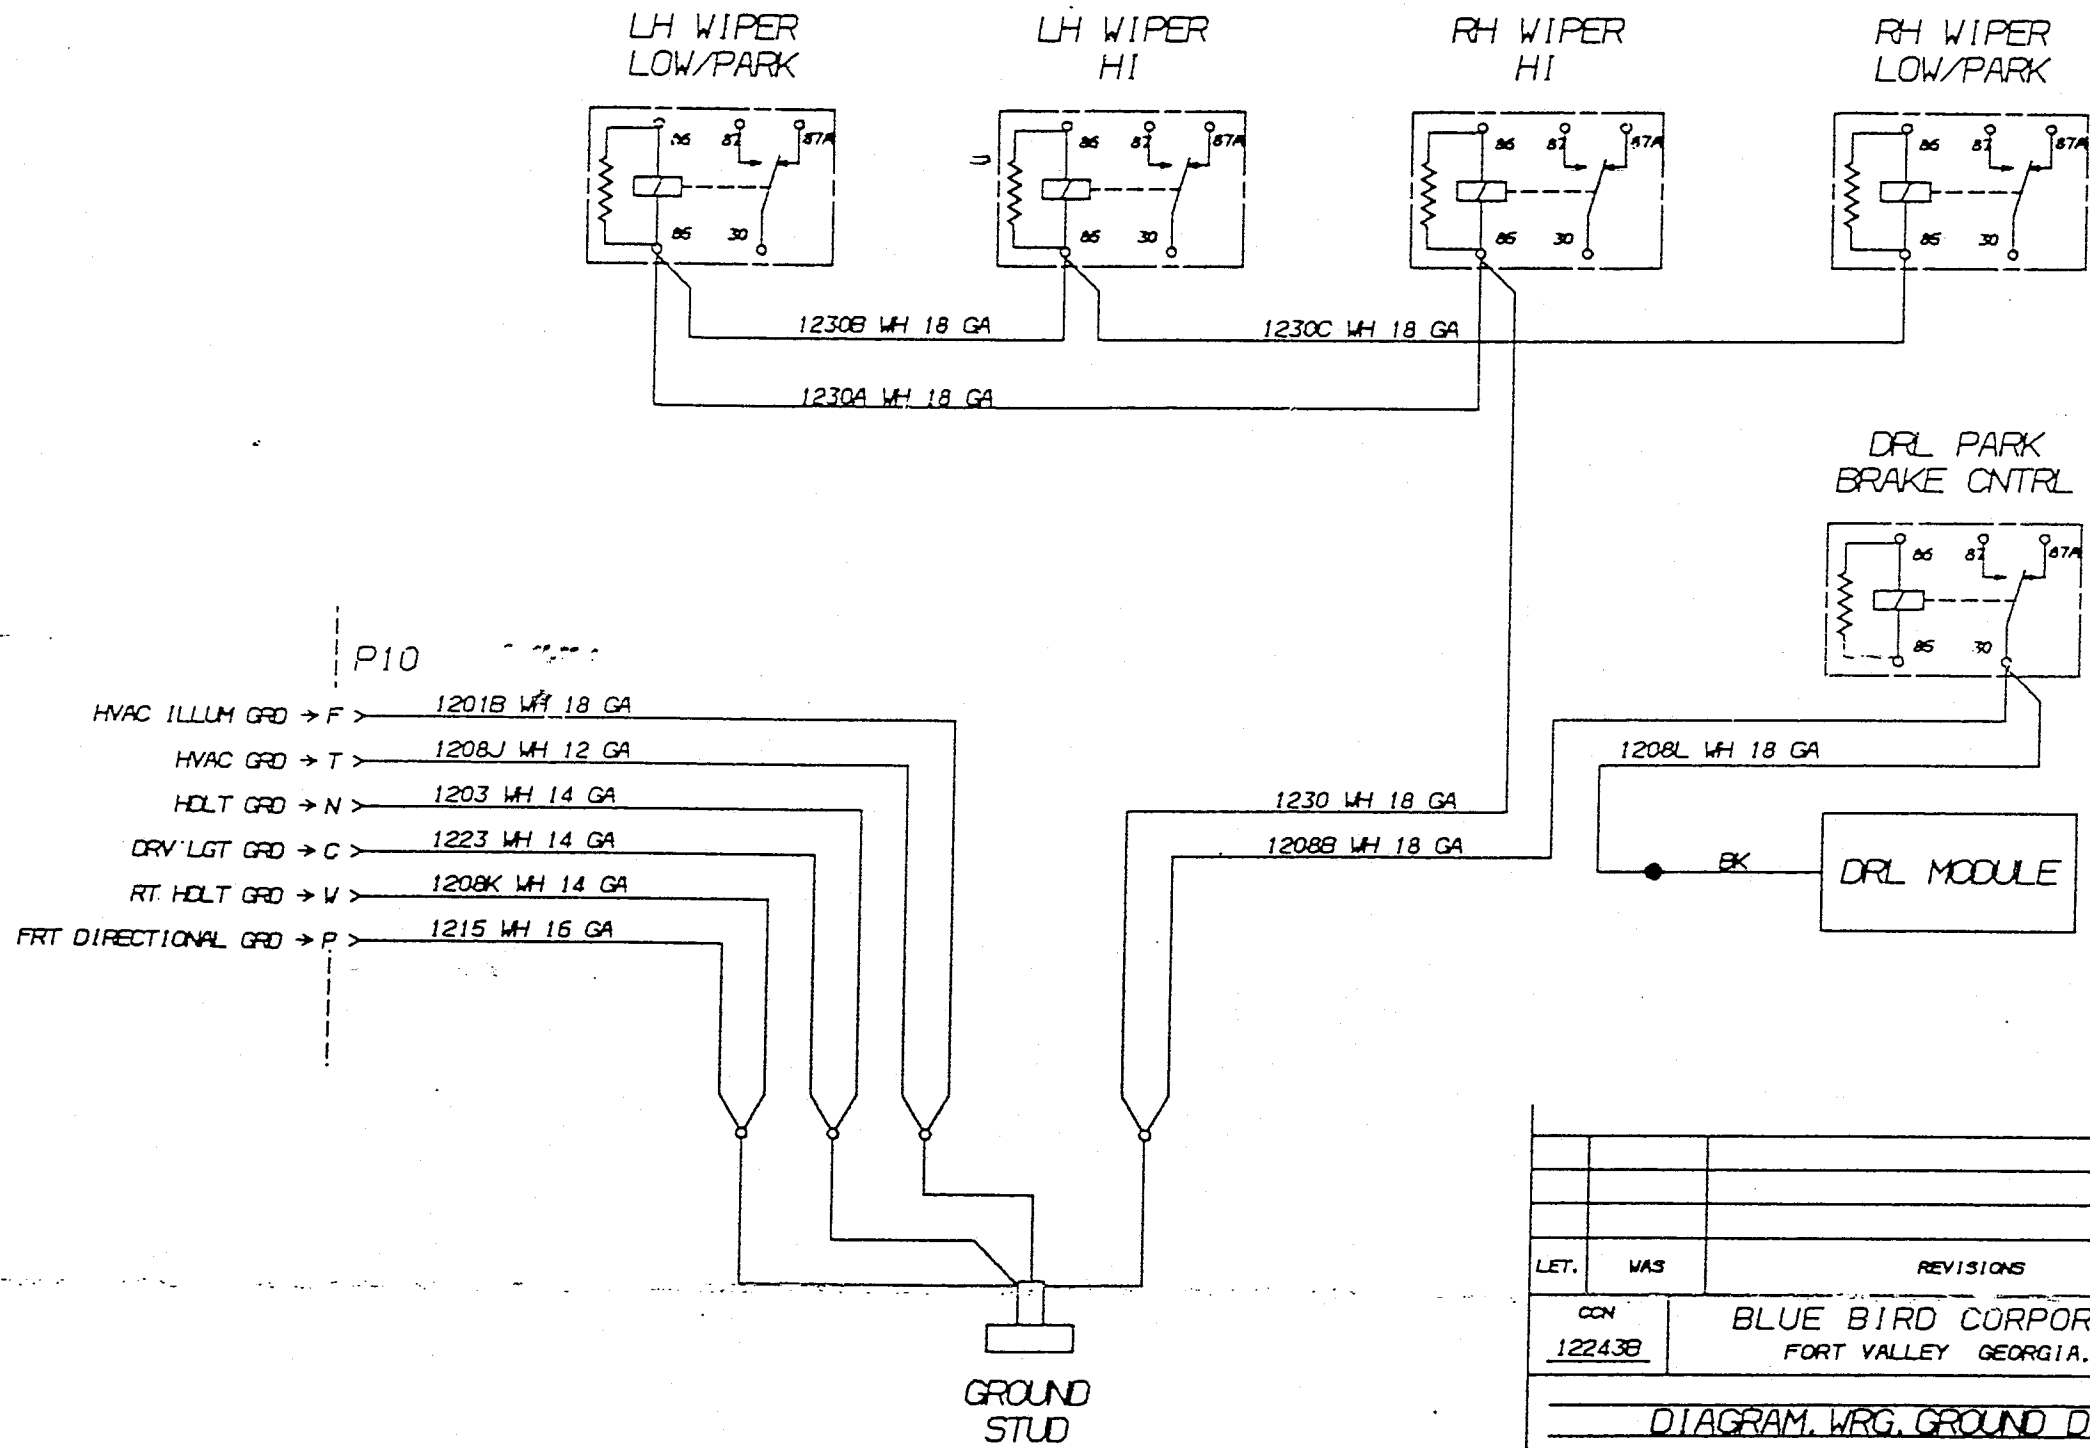 LH WIPER
LOW/PARK
LH WIPER
HI
RH WIPER
HI
RH WIPER
LOW/PARK
86 87 87A
85 30
86 87 87A
85 30
86 87 87A
85 30
86 87 87A
85 30
1230B WH 18 GA
1230C WH 18 GA
1230A WH 18 GA
DRL PARK
BRAKE CNTRL
86 87 87A
85 30
P10
HVAC ILLUM GRD → F
1201B WH 18 GA
HVAC GRD → T
1208J WH 12 GA
HDLT GRD → N
1203 WH 14 GA
DRV LGT GRD → C
1223 WH 14 GA
RT. HDLT GRD → W
1208K WH 14 GA
FRT DIRECTIONAL GRD → P
1215 WH 16 GA
1208L WH 18 GA
1230 WH 18 GA
1208B WH 18 GA
BK
DRL MODULE
GROUND
STUD
LET. WAS REVISIONS
CCN
12243B
BLUE BIRD CORPOR
FORT VALLEY GEORGIA.
DIAGRAM, WRG, GROUND D